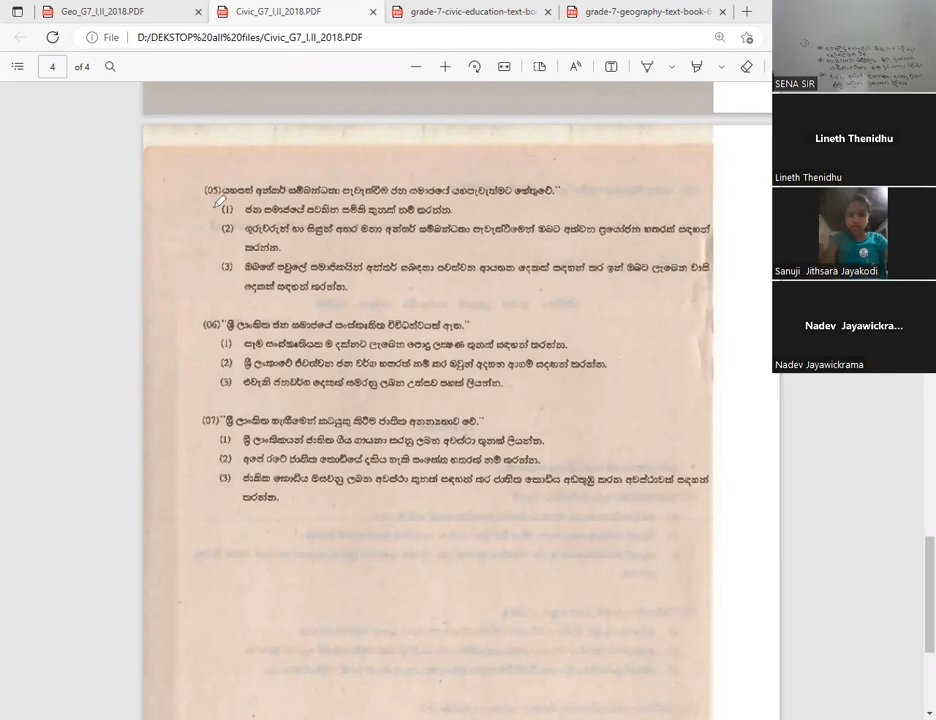 Geo_G7_I,II_2018.PDF
Civic_G7_I,II_2018.PDF
grade-7-civic-education-text-bo
grade-7-geography-text-book-6
File
D:/DEKSTOP%20all%20files/Civic_G7_I,II_2018.PDF
4 of 4
(05) යහපත් අන්තර් සම්බන්ධතා පැවැත්වීම ජන සමාජයේ යහපැවැත්මට හේතුවේ."
(1) ජන සමාජයේ පවතින සමිති තුනක් නම් කරන්න.
(2) ගුරුවරුන් හා සිසුන් අතර මනා අන්තර් සම්බන්ධතා පැවැත්වීමෙන් ඔබට අත්වන ප්‍රයෝජන හතරක් සඳහන්
කරන්න.
(3) ඔබගේ පවුලේ සමාජිකයින් අන්තර් සබඳතා පවත්වන ආයතන දෙකක් සඳහන් කර ඉන් ඔබට ලැබෙන වාසි
දෙකක් සඳහන් කරන්න.
(06) "ශ්‍රී ලාංකික ජන සමාජයේ සංස්කෘතික විවිධත්වයක් ඇත."
(1) සෑම සංස්කෘතියක ම දක්නට ලැබෙන පොදු ලක්ෂණ තුනක් සඳහන් කරන්න.
(2) ශ්‍රී ලංකාවේ ජීවත්වන ජන වර්ග හතරක් නම් කර ඔවුන් අදහන ආගම් සඳහන් කරන්න.
(3) එවැනි ජනවර්ග දෙකක් සමරනු ලබන උත්සව පහක් ලියන්න.
(07) "ශ්‍රී ලාංකික හැඟීමෙන් කටයුතු කිරීම ජාතික අනන්‍යතාව වේ."
(1) ශ්‍රී ලාංකිකයන් ජාතික ගීය ගායනා කරනු ලබන අවස්ථා තුනක් ලියන්න.
(2) අපේ රටේ ජාතික කොඩියේ දැකිය හැකි සංකේත හතරක් නම් කරන්න.
(3) ජාතික කොඩිය ඔසවනු ලබන අවස්ථා තුනක් සඳහන් කර ජාතික කොඩිය අඩකුඹු කරන අවස්ථාවක් සඳහන්
කරන්න.
SENA SIR
Lineth Thenidhu
Lineth Thenidhu
Sanuji Jithsara Jayakodi
Nadev Jayawickra...
Nadev Jayawickrama